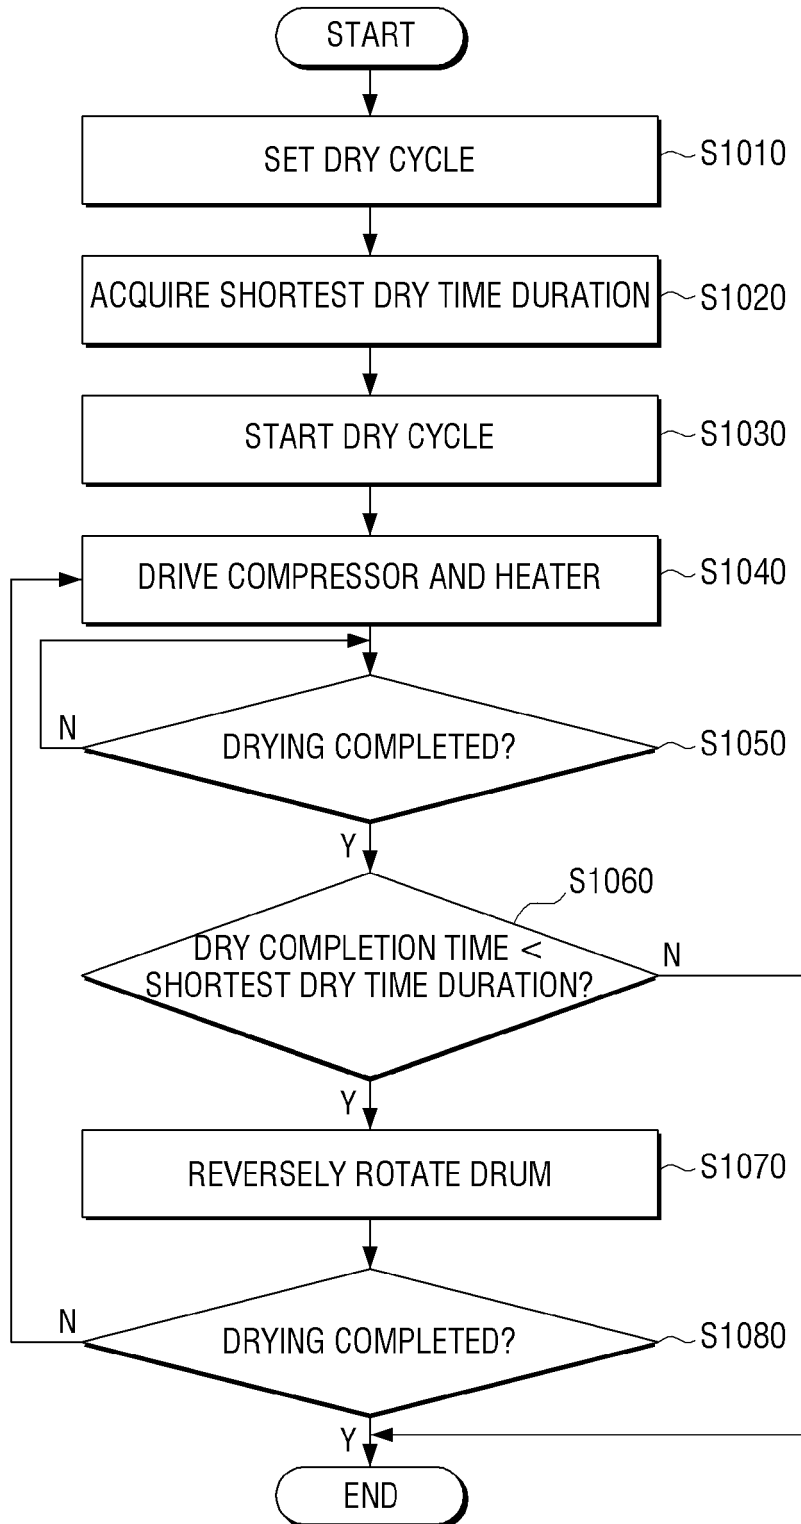 START
SET DRY CYCLE
S1010
ACQUIRE SHORTEST DRY TIME DURATION
S1020
START DRY CYCLE
S1030
DRIVE COMPRESSOR AND HEATER
S1040
N
DRYING COMPLETED?
S1050
Y
S1060
DRY COMPLETION TIME <
SHORTEST DRY TIME DURATION?
N
Y
REVERSELY ROTATE DRUM
S1070
N
DRYING COMPLETED?
S1080
Y
END